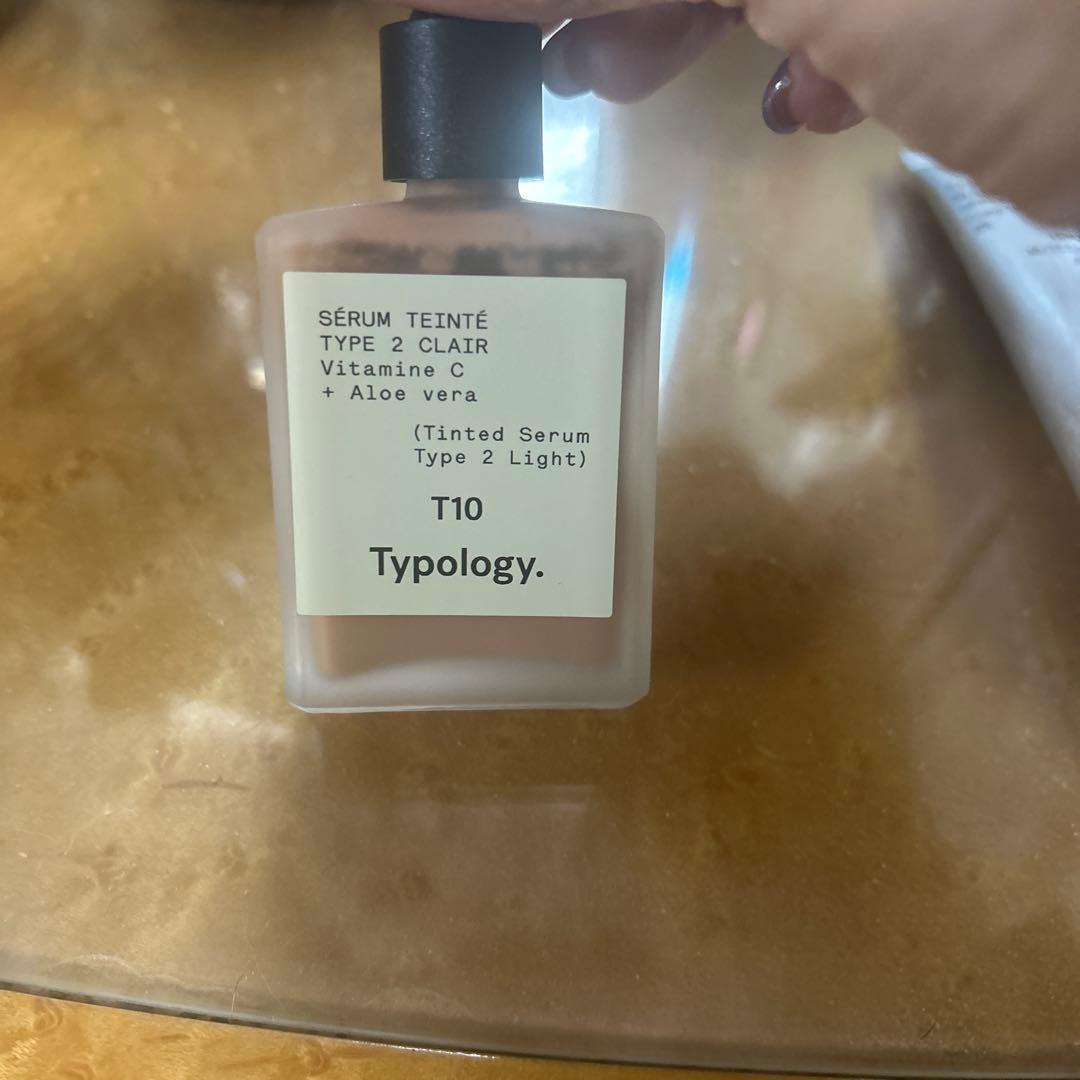 SÉRUM TEINTÉ
TYPE 2 CLAIR
Vitamine C
+ Aloe vera
(Tinted Serum
Type 2 Light)
T10
Typology.